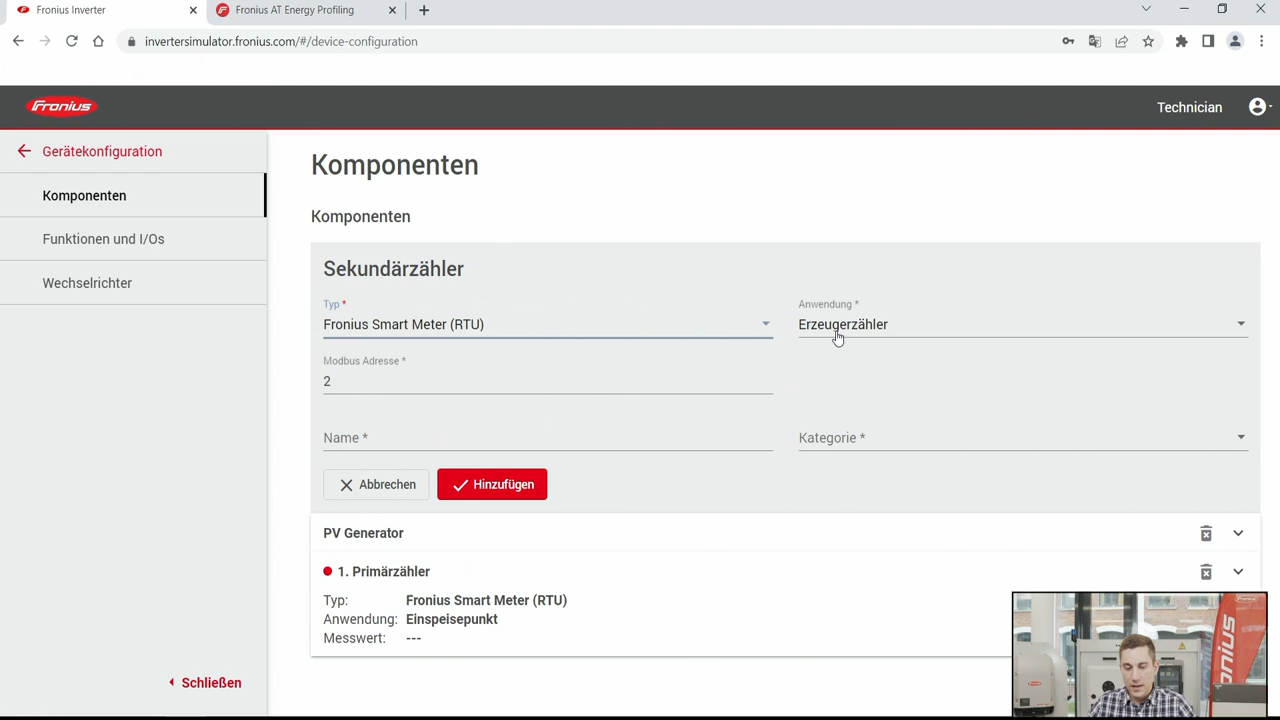 Fronius Inverter
Fronius AT Energy Profiling
invertersimulator.fronius.com/#/device-configuration
Fronius
Technician
Gerätekonfiguration
Komponenten
Funktionen und I/Os
Wechselrichter
Schließen
Komponenten
Komponenten
Sekundärzähler
Typ *
Fronius Smart Meter (RTU)
Anwendung *
Erzeugerzähler
Modbus Adresse *
2
Name *
Kategorie *
Abbrechen
Hinzufügen
PV Generator
1. Primärzähler
Typ: Fronius Smart Meter (RTU)
Anwendung: Einspeisepunkt
Messwert: ---